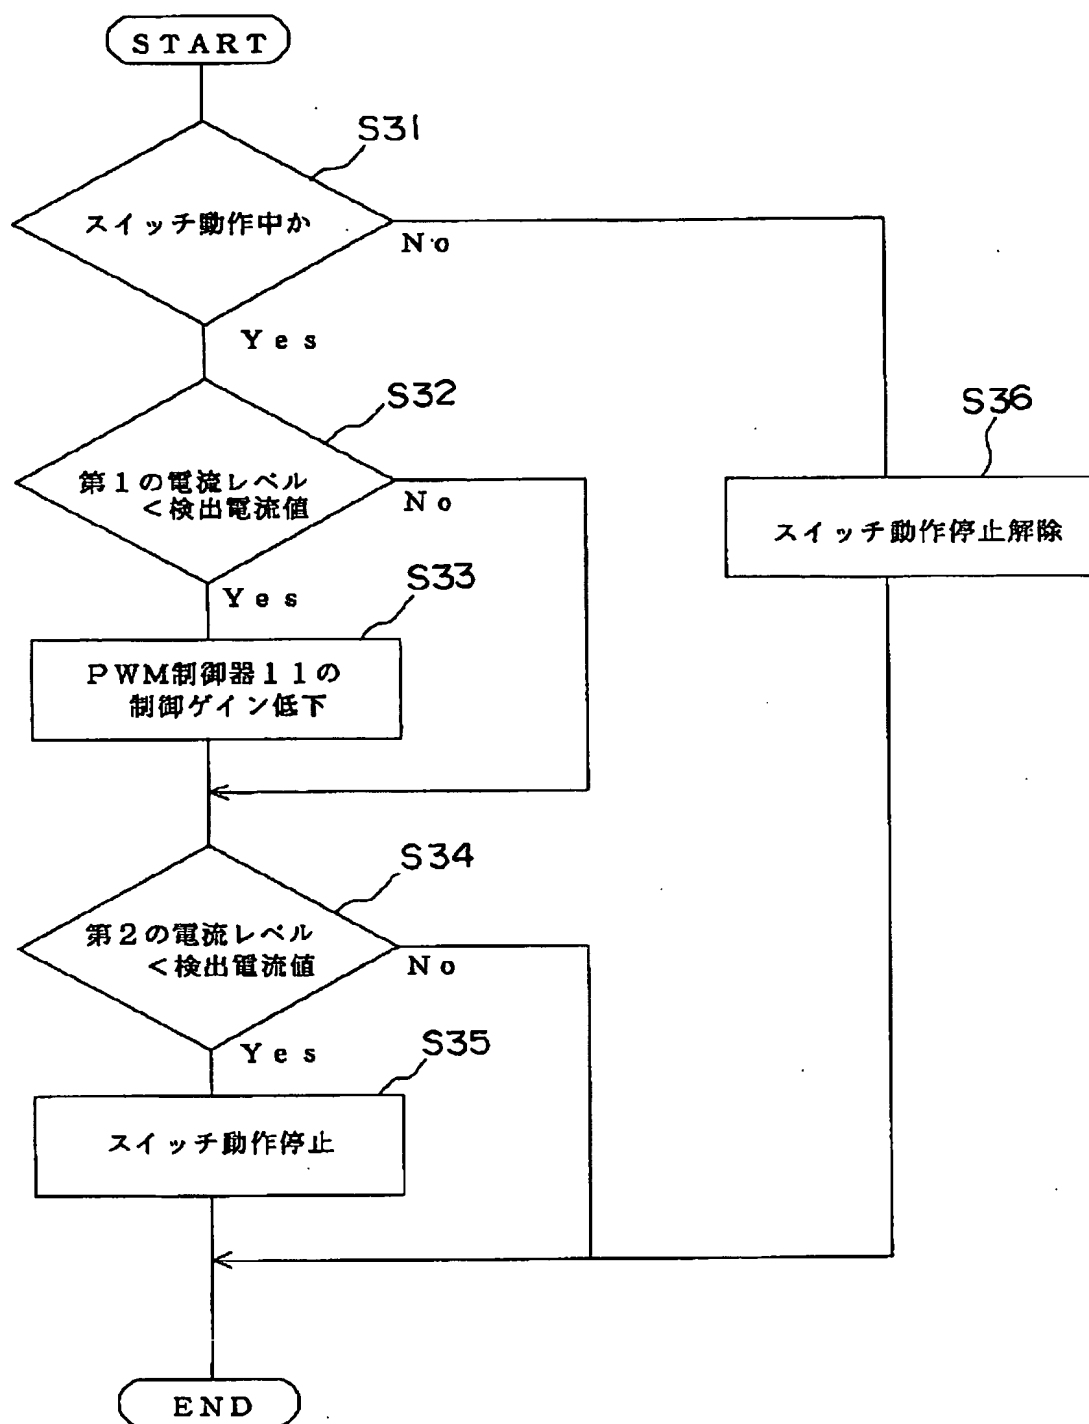 START
S31
スイッチ動作中か
No
Yes
S32
第1の電流レベル
<検出電流値
No
S36
スイッチ動作停止解除
Yes
S33
PWM制御器11の
制御ゲイン低下
S34
第2の電流レベル
<検出電流値
No
Yes
S35
スイッチ動作停止
END